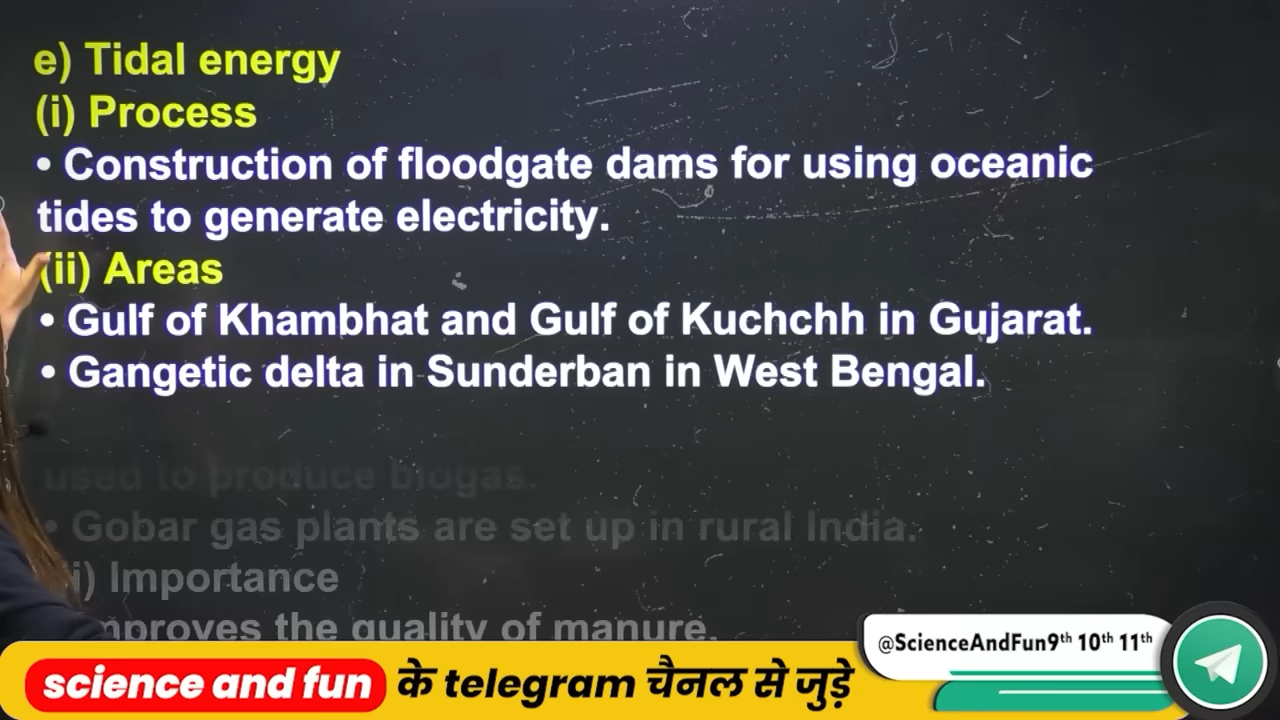 e) Tidal energy
(i) Process
• Construction of floodgate dams for using oceanic
tides to generate electricity.
(ii) Areas
• Gulf of Khambhat and Gulf of Kuchchh in Gujarat.
• Gangetic delta in Sunderban in West Bengal.
used to produce biogas.
• Gobar gas plants are set up in rural India.
Importance
the quality of manure.
@ScienceAndFun9th 10th 11th
science and fun के telegram चैनल से जुड़े